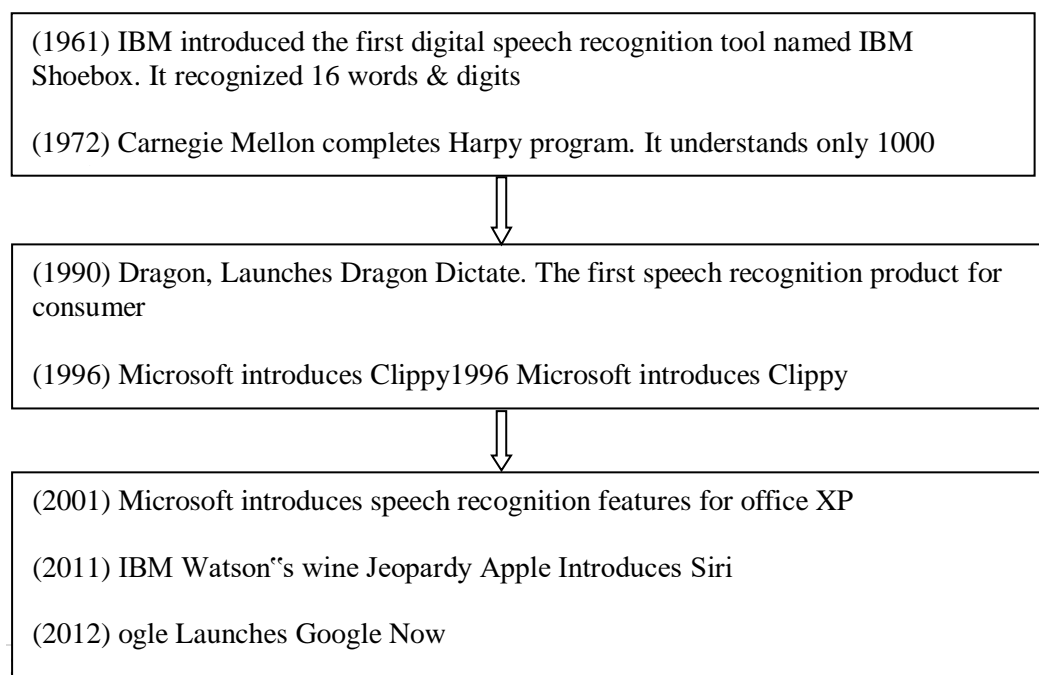 (1961) IBM introduced the first digital speech recognition tool named IBM
Shoebox. It recognized 16 words & digits
(1972) Carnegie Mellon completes Harpy program. It understands only 1000
(1990) Dragon, Launches Dragon Dictate. The first speech recognition product for
consumer
(1996) Microsoft introduces Clippy1996 Microsoft introduces Clippy
(2001) Microsoft introduces speech recognition features for office XP
(2011) IBM Watson‟s wine Jeopardy Apple Introduces Siri
(2012) ogle Launches Google Now